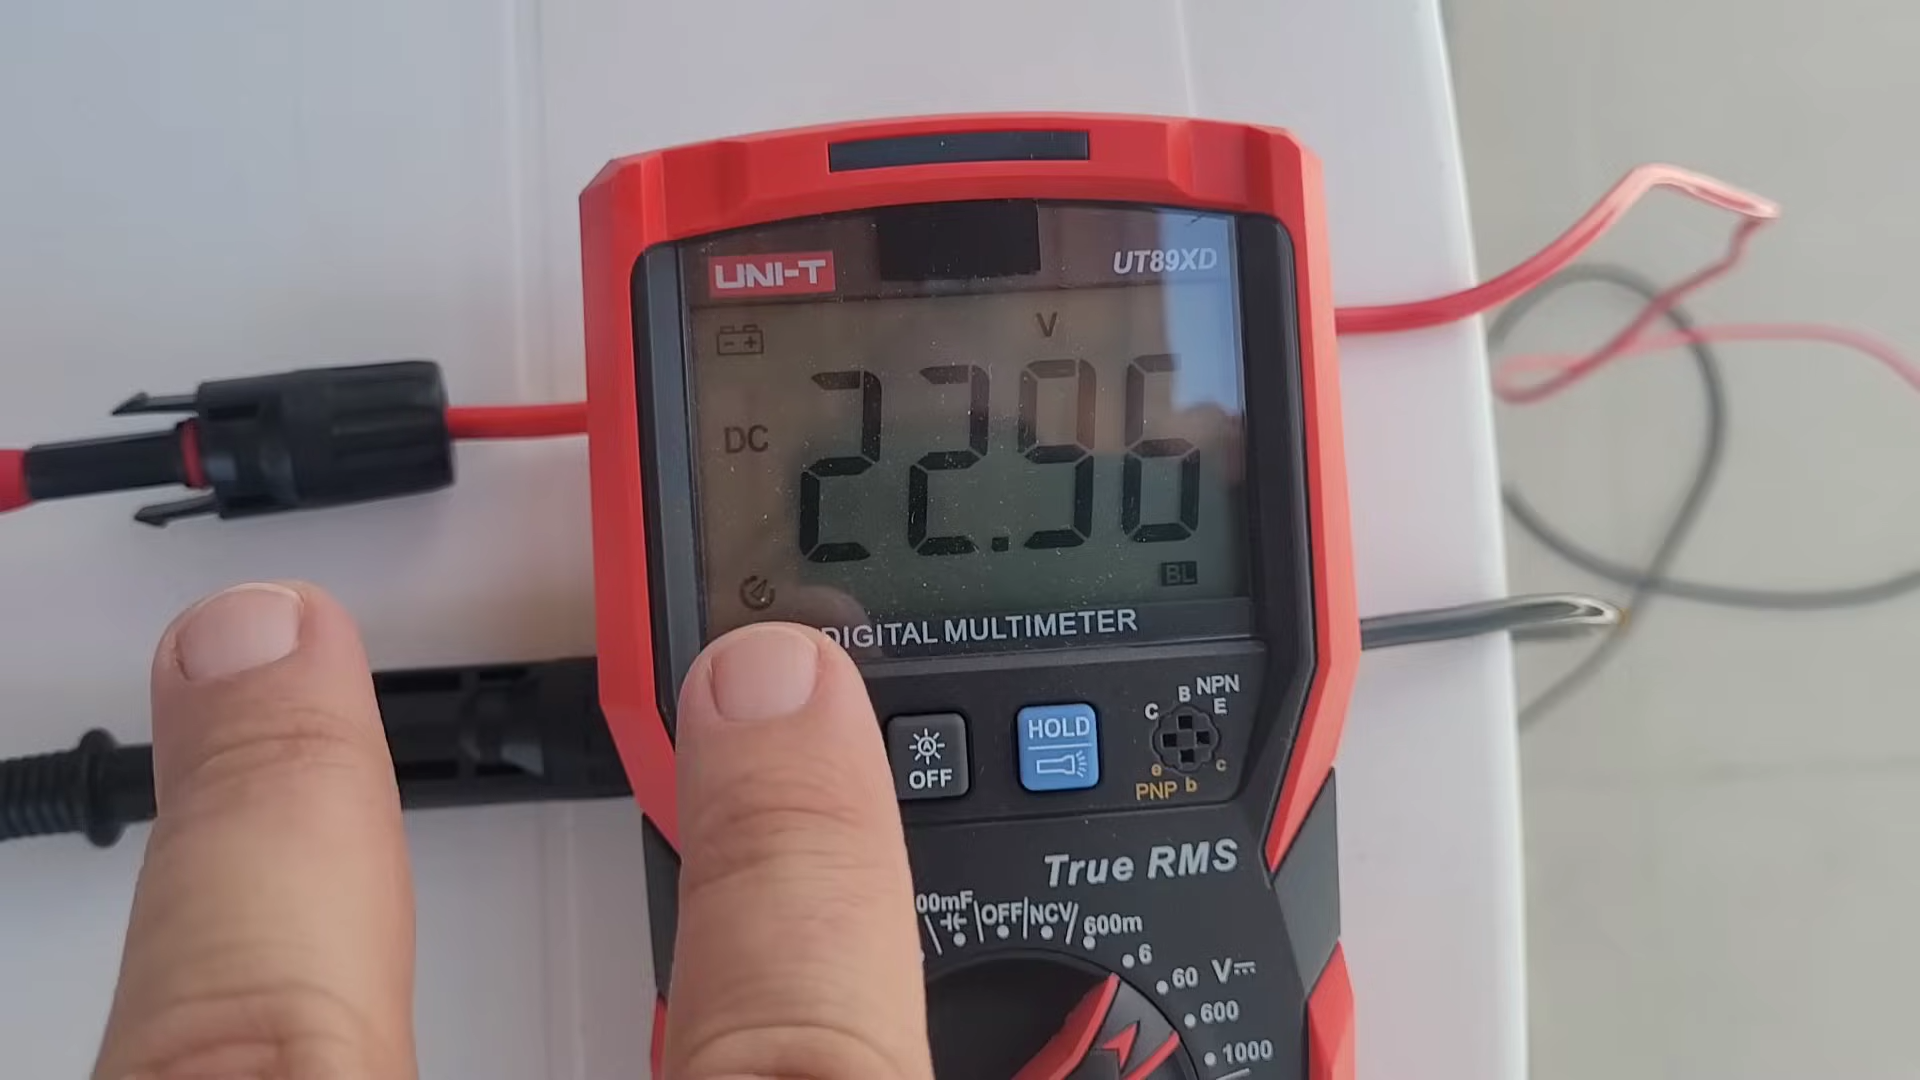 UNI-T
UT89XD
V
DC
22.96
BL
DIGITAL MULTIMETER
OFF
HOLD
B NPN
C E
e c
PNP b
True RMS
00mF OFF NCV 600m
6
60 V
600
1000